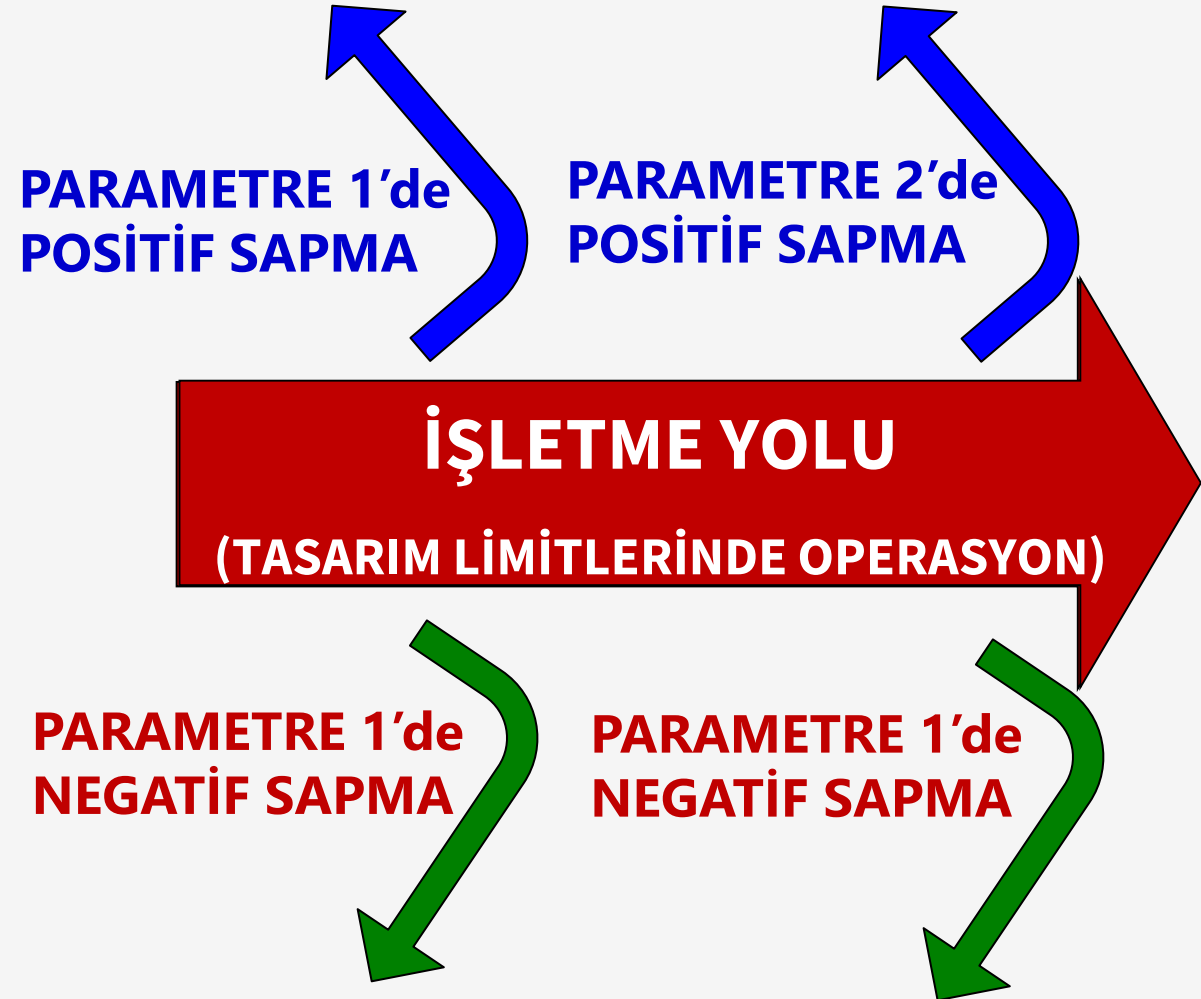 PARAMETRE 1’de
POSİTİF SAPMA
PARAMETRE 2’de
POSİTİF SAPMA
İŞLETME YOLU
(TASARIM LİMİTLERİNDE OPERASYON)
PARAMETRE 1’de
NEGATİF SAPMA
PARAMETRE 1’de
NEGATİF SAPMA